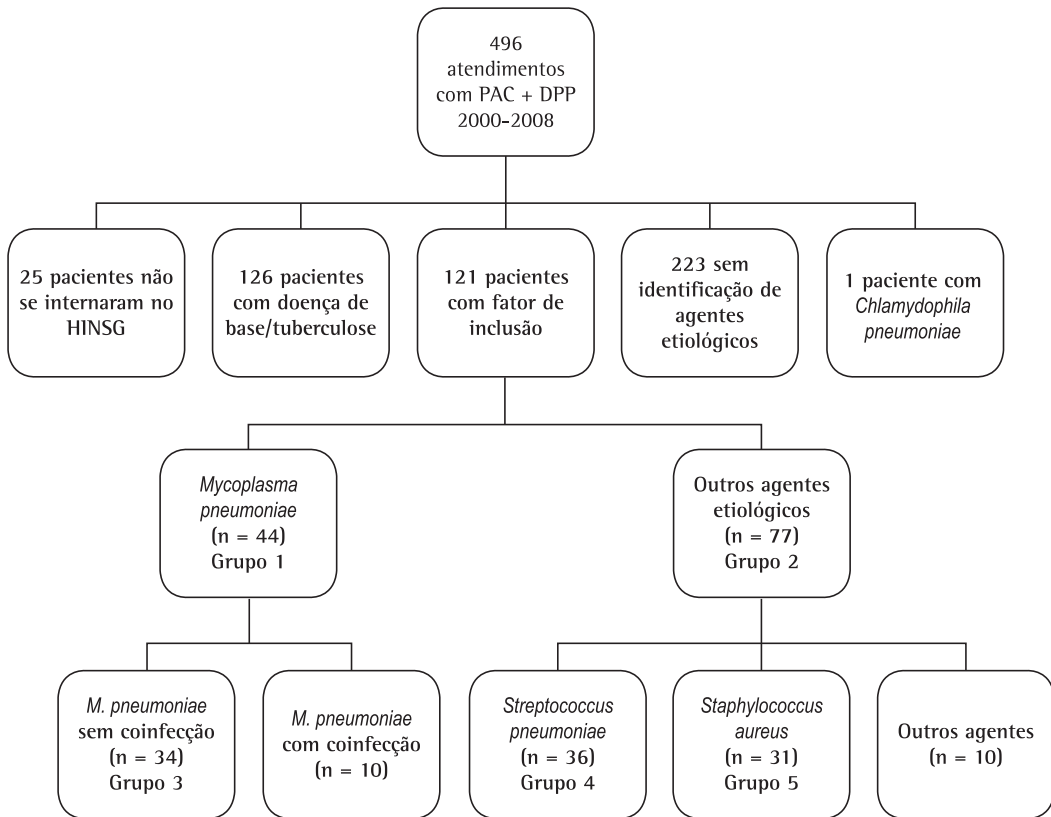 496
atendimentos
com PAC + DPP
2000-2008
25 pacientes não
se internaram no
HINSG
126 pacientes
com doença de
base/tuberculose
121 pacientes
com fator de
inclusão
223 sem
identificação de
agentes
etiológicos
1 paciente com
Chlamydophila
pneumoniae
Mycoplasma
pneumoniae
(n = 44)
Grupo 1
Outros agentes
etiológicos
(n = 77)
Grupo 2
M. pneumoniae
sem coinfecção
(n = 34)
Grupo 3
M. pneumoniae
com coinfecção
(n = 10)
Streptococcus
pneumoniae
(n = 36)
Grupo 4
Staphylococcus
aureus
(n = 31)
Grupo 5
Outros agentes
(n = 10)